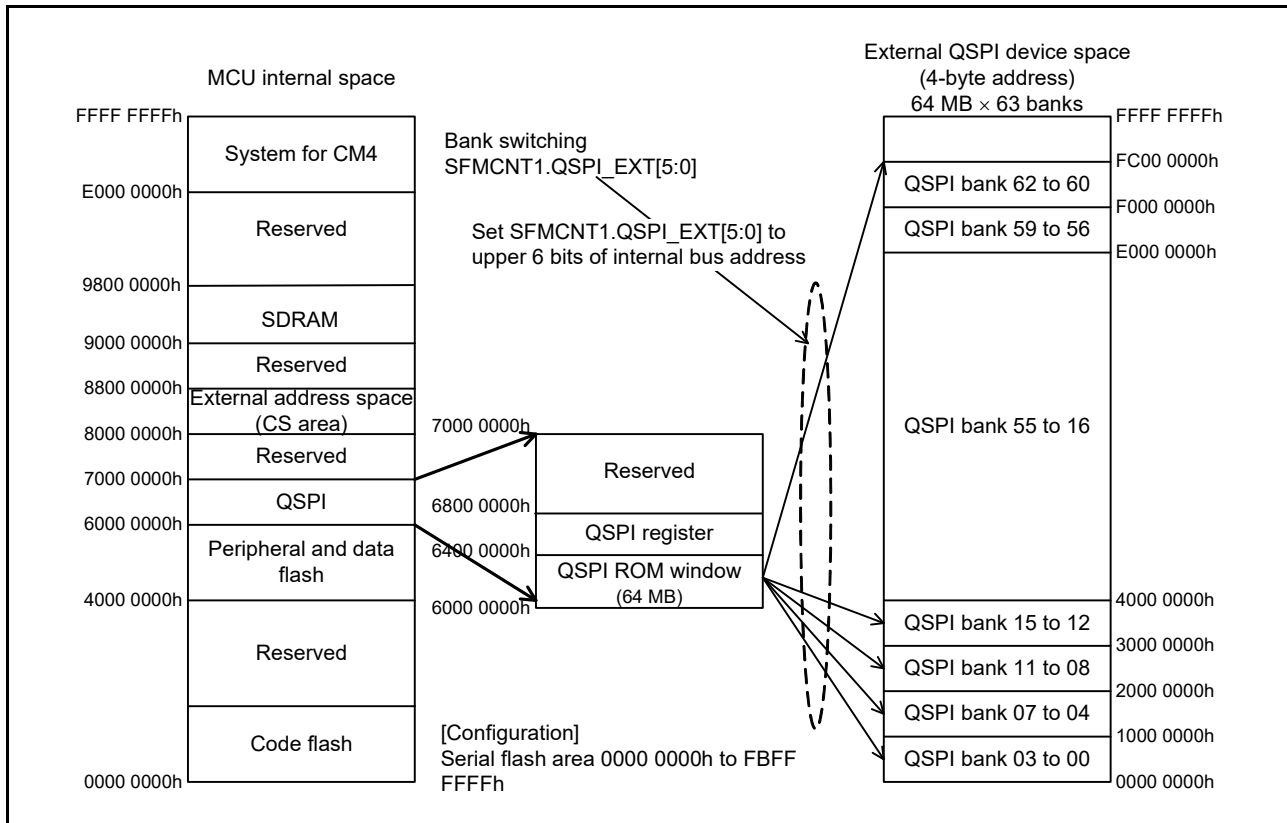 MCU internal space
FFFF FFFFh
System for CM4
E000 0000h
Reserved
9800 0000h
SDRAM
9000 0000h
Reserved
8800 0000h
External address space
(CS area)
8000 0000h
Reserved
7000 0000h
QSPI
6000 0000h
Peripheral and data
flash
4000 0000h
Reserved
Code flash
0000 0000h
Bank switching
SFMCNT1.QSPI_EXT[5:0]
Set SFMCNT1.QSPI_EXT[5:0] to
upper 6 bits of internal bus address
7000 0000h
Reserved
6800 0000h
QSPI register
6400 0000h
QSPI ROM window
(64 MB)
6000 0000h
[Configuration]
Serial flash area 0000 0000h to FBFF
FFFFh
External QSPI device space
(4-byte address)
64 MB × 63 banks
FFFF FFFFh
FC00 0000h
QSPI bank 62 to 60
F000 0000h
QSPI bank 59 to 56
E000 0000h
QSPI bank 55 to 16
4000 0000h
QSPI bank 15 to 12
3000 0000h
QSPI bank 11 to 08
2000 0000h
QSPI bank 07 to 04
1000 0000h
QSPI bank 03 to 00
0000 0000h